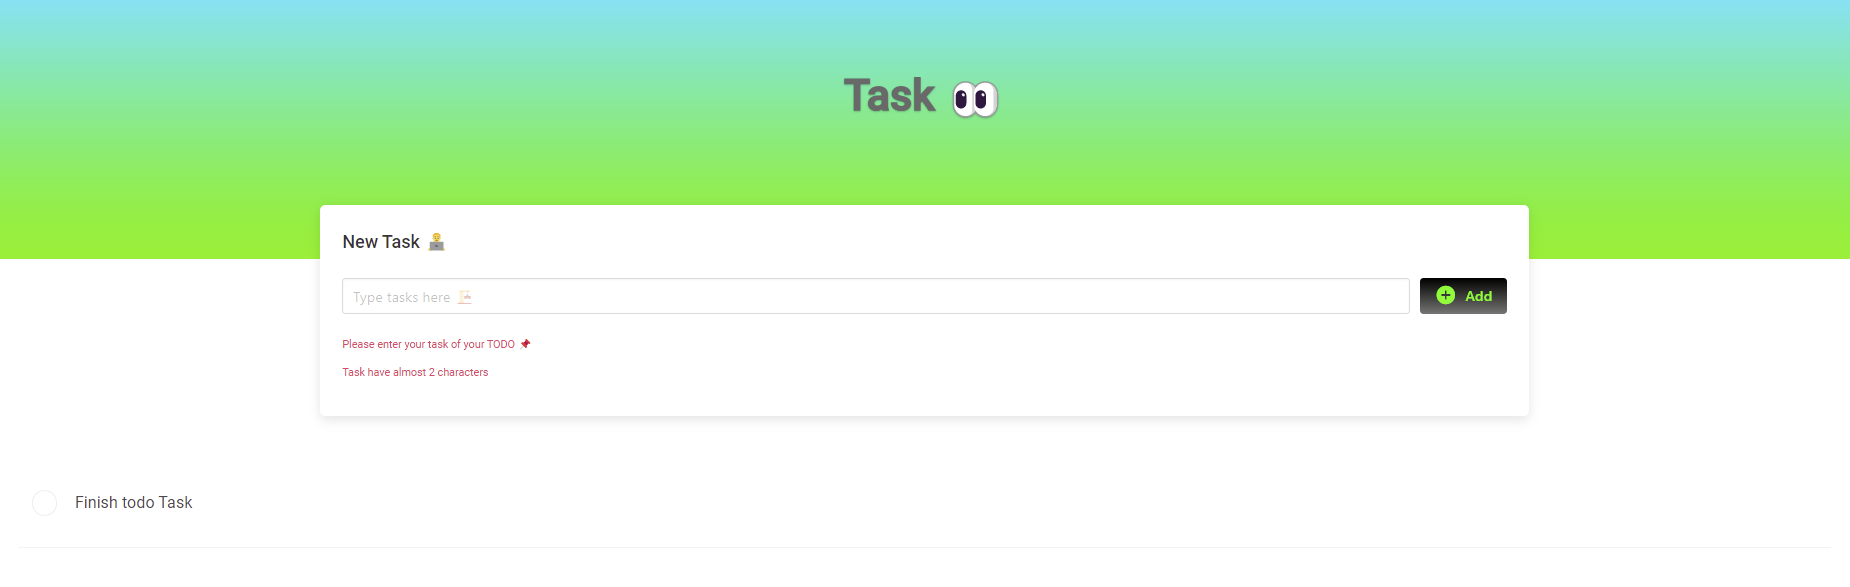 Task 👀
New Task 👨‍💻
Type tasks here
Add
Please enter your task of your TODO 📌
Task have almost 2 characters
Finish todo Task